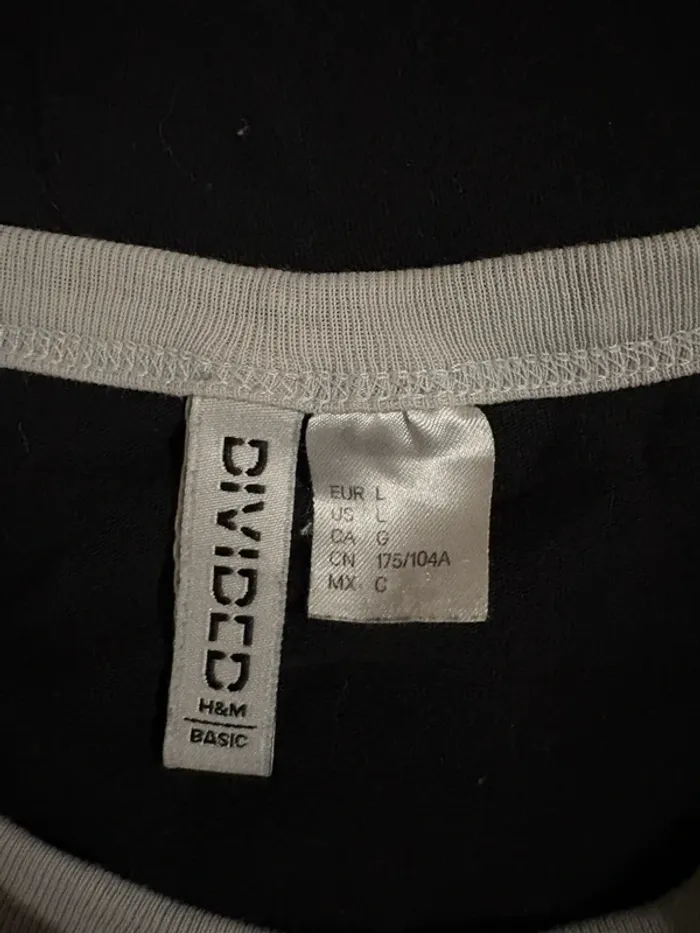 DIVIDED
H&M
BASIC
EUR L
US L
CA G
CN 175/104A
MX C